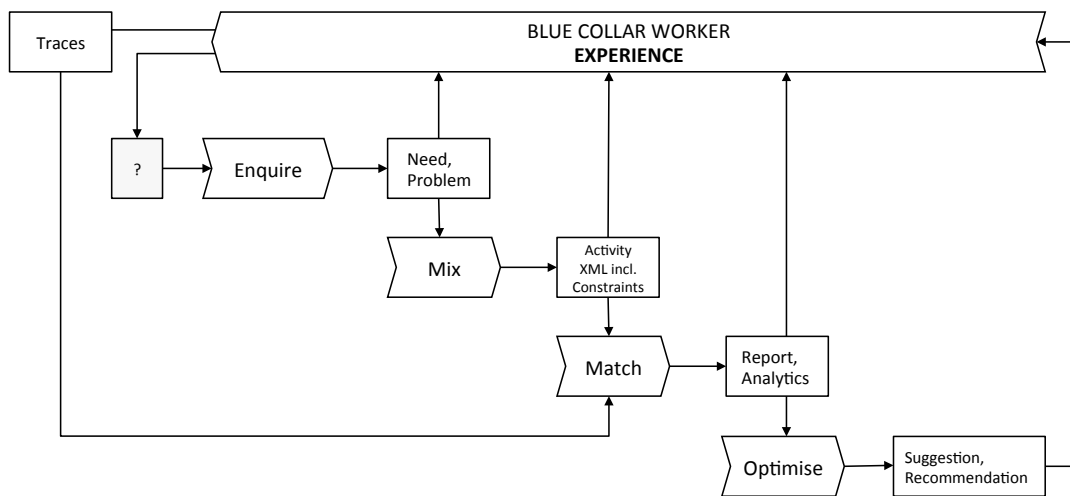 Traces
BLUE COLLAR WORKER
EXPERIENCE
?
Enquire
Need,
Problem
Mix
Activity
XML incl.
Constraints
Match
Report,
Analytics
Optimise
Suggestion,
Recommendation